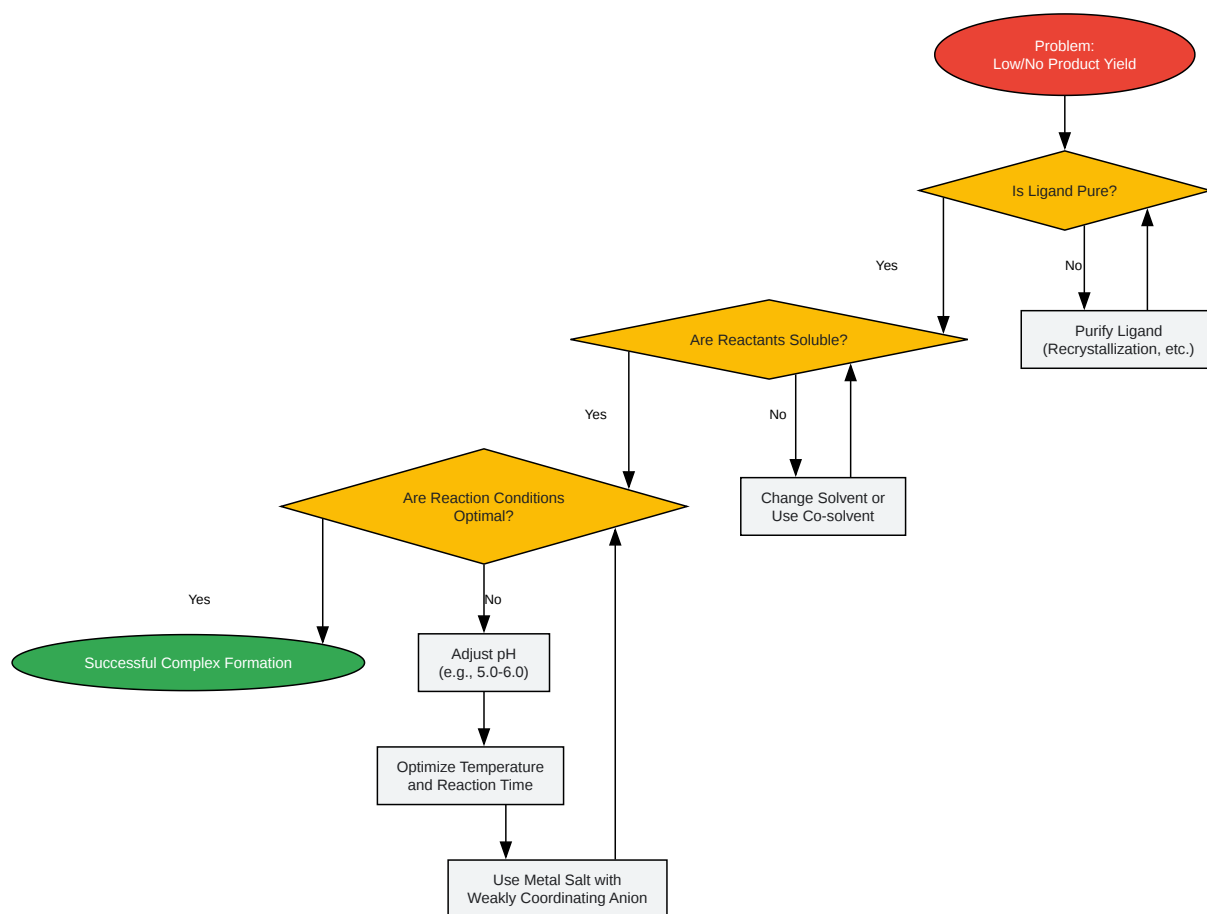 Problem:
Low/No Product Yield
Is Ligand Pure?
Yes
No
Purify Ligand
(Recrystallization, etc.)
Are Reactants Soluble?
Yes
No
Change Solvent or
Use Co-solvent
Are Reaction Conditions
Optimal?
Yes
No
Successful Complex Formation
Adjust pH
(e.g., 5.0-6.0)
Optimize Temperature
and Reaction Time
Use Metal Salt with
Weakly Coordinating Anion